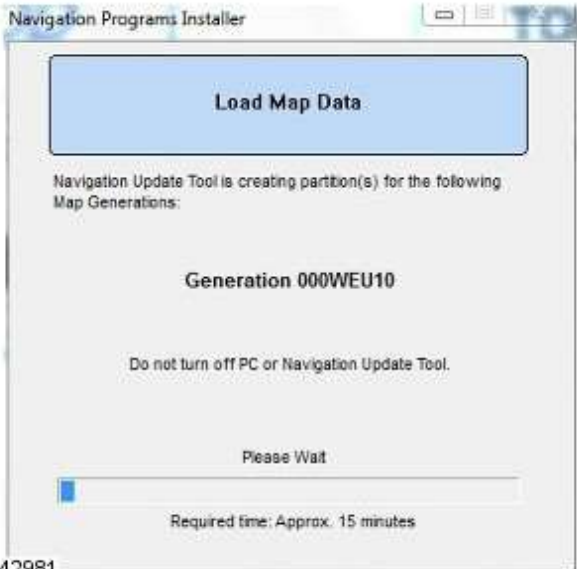 Navigation Programs Installer
Load Map Data
Navigation Update Tool is creating partition(s) for the following
Map Generations:
Generation 000WEU10
Do not turn off PC or Navigation Update Tool.
Please Wait
Required time: Approx. 15 minutes